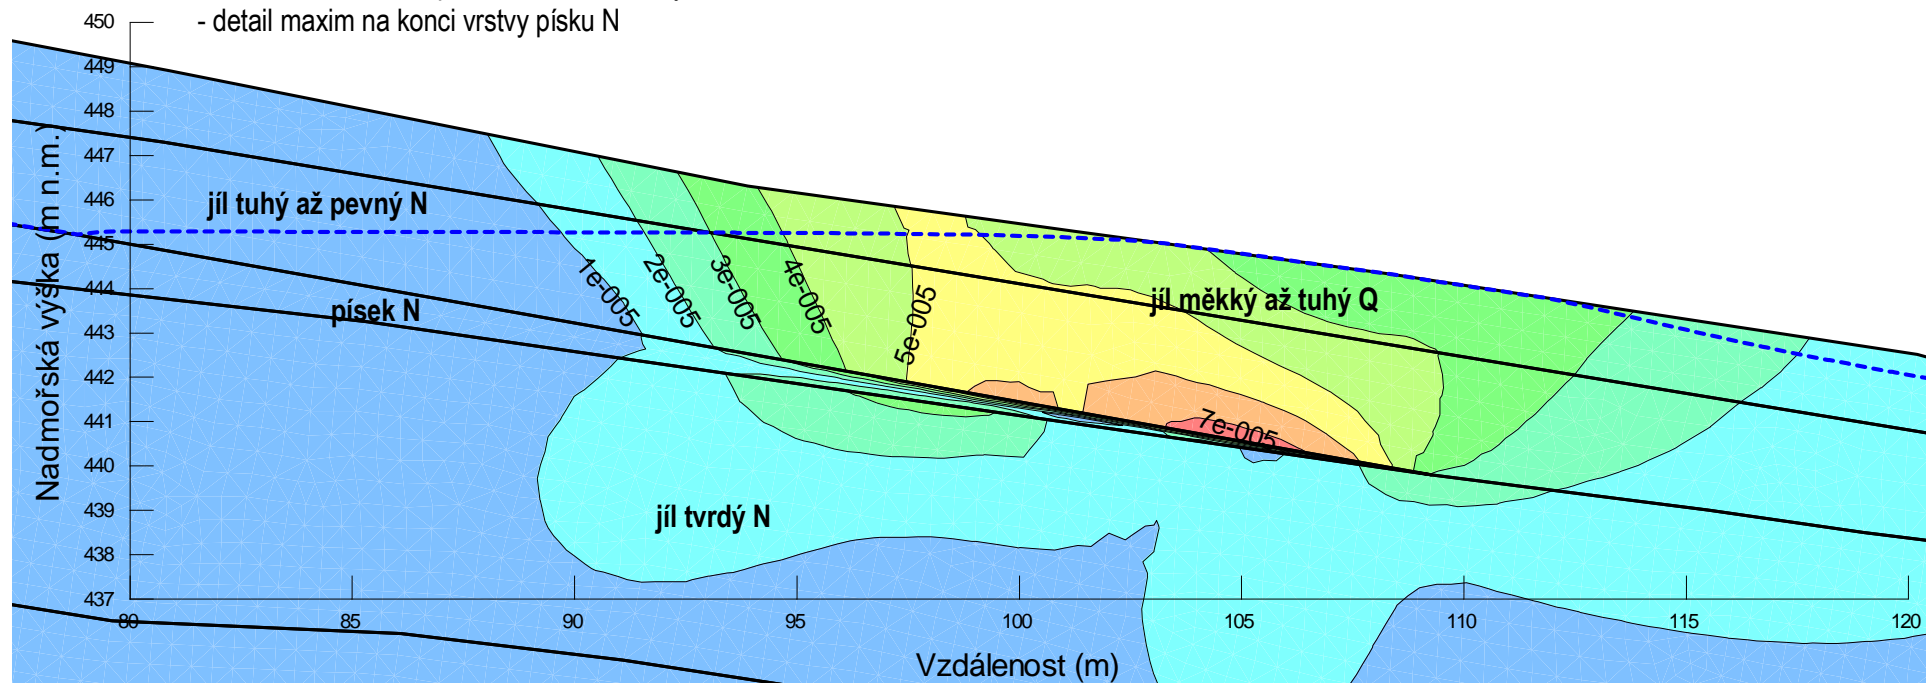 - detail maxim na konci vrstvy písku N
450
449
448
447
446
445
444
443
442
441
440
439
438
437
Nadmořská výška (m n.m.)
jíl tuhý až pevný N
písek N
1e-005
2e-005
3e-005
4e-005
5e-005
7e-005
jíl měkký až tuhý Q
jíl tvrdý N
80
85
90
95
100
105
110
115
120
Vzdálenost (m)